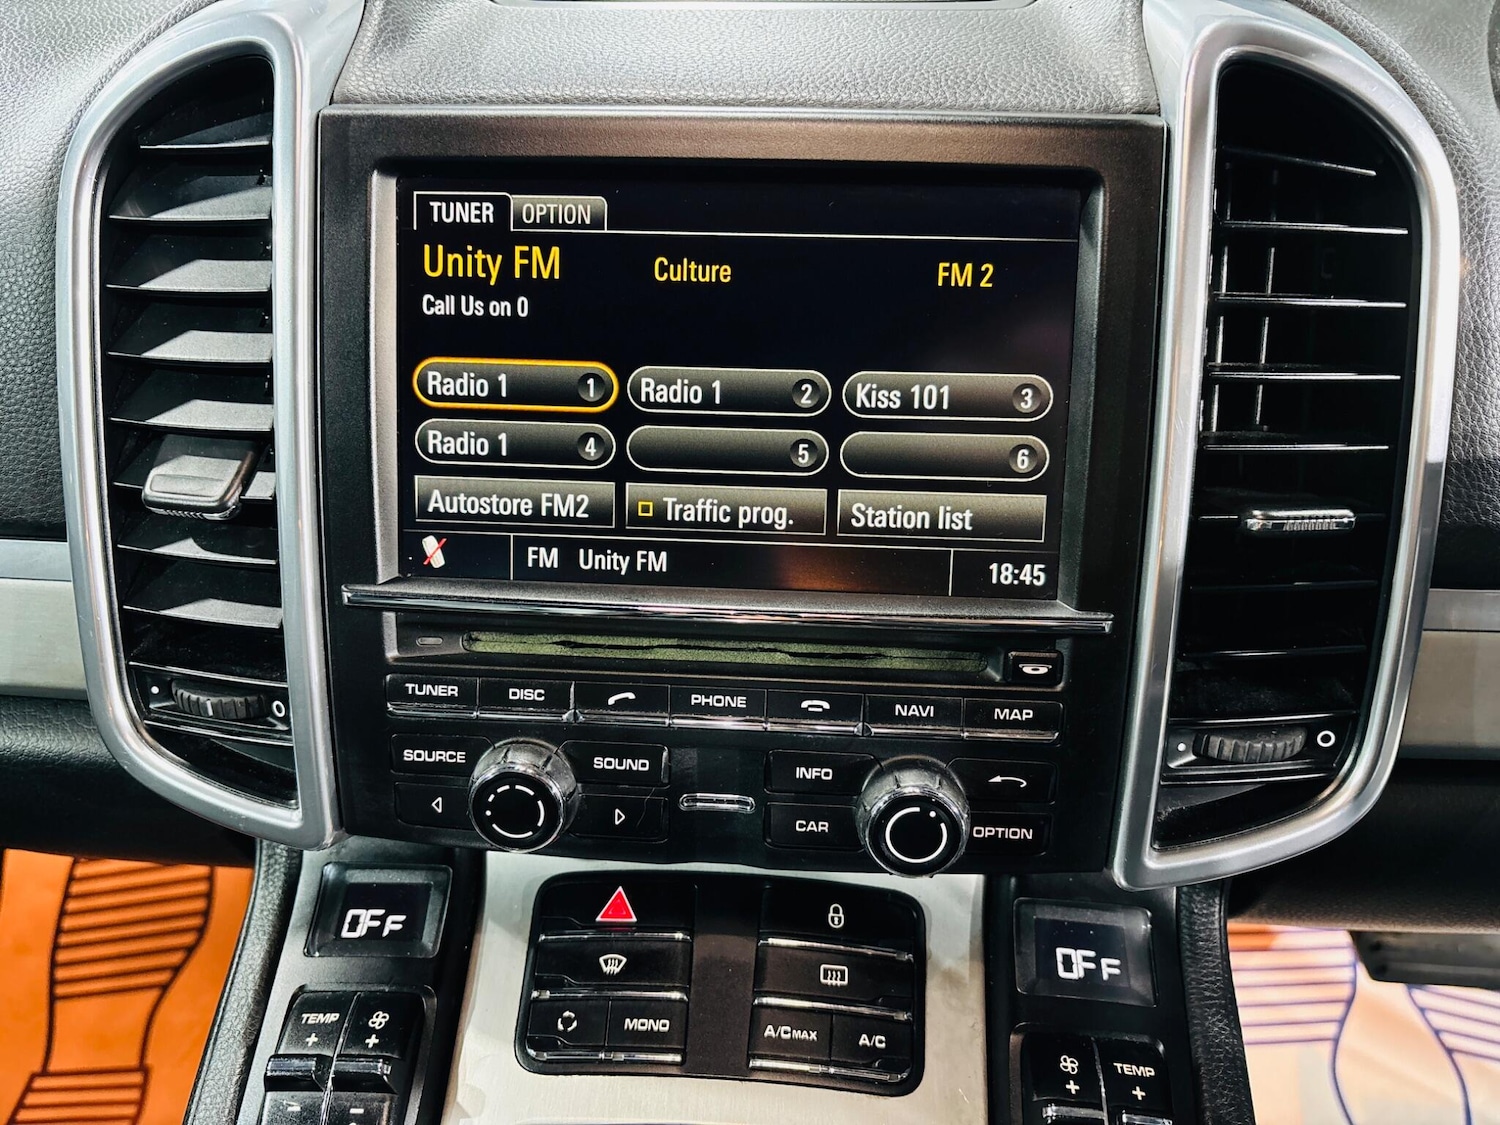 TUNER OPTION
Unity FM Culture FM 2
Call Us on 0
Radio 1 1 Radio 1 2 Kiss 101 3
Radio 1 4 5 6
Autostore FM2 Traffic prog. Station list
FM Unity FM 18:45
TUNER DISC PHONE NAVI MAP
SOURCE SOUND INFO
CAR OPTION
OFF OFF
TEMP MONO A/C MAX A/C TEMP